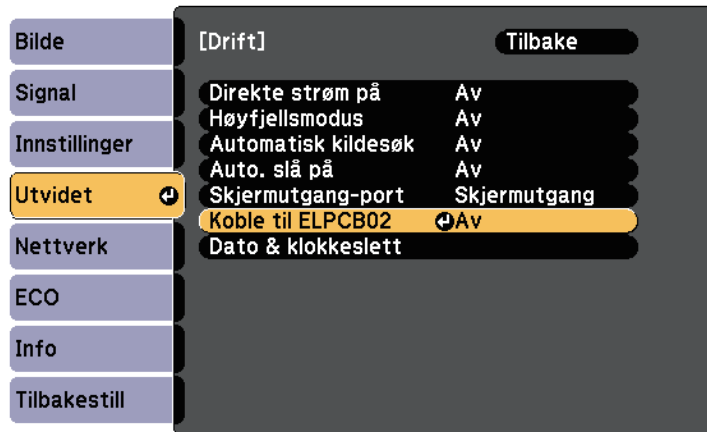 Bilde
Signal
Innstillinger
Utvidet
Nettverk
ECO
Info
Tilbakestill
[Drift] Tilbake
Direkte strøm på Av
Høyfjellsmodus Av
Automatisk kildesøk Av
Auto. slå på Av
Skjermutgang-port Skjermutgang
Koble til ELPCB02 Av
Dato & klokkeslett